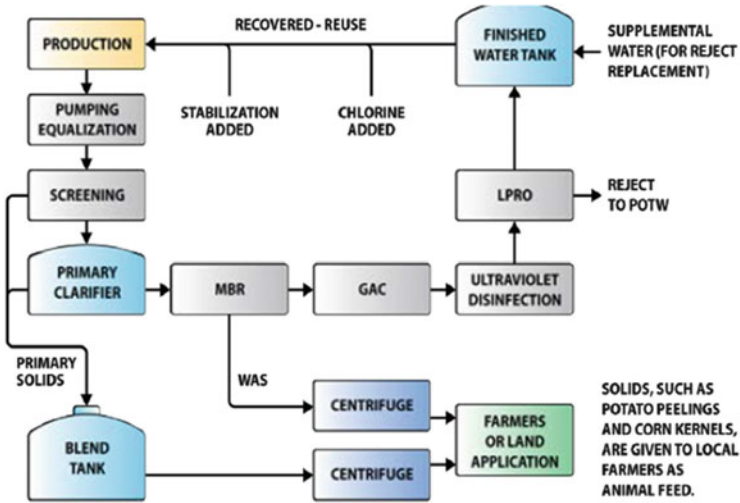 RECOVERED - REUSE
PRODUCTION
FINISHED
WATER TANK
SUPPLEMENTAL
WATER (FOR REJECT
REPLACEMENT)
STABILIZATION
ADDED
CHLORINE
ADDED
PUMPING
EQUALIZATION
SCREENING
LPRO
REJECT
TO POTW
PRIMARY
CLARIFIER
MBR
GAC
ULTRAVIOLET
DISINFECTION
PRIMARY
SOLIDS
WAS
CENTRIFUGE
BLEND
TANK
CENTRIFUGE
FARMERS
OR LAND
APPLICATION
SOLIDS, SUCH AS
POTATO PEELINGS
AND CORN KERNELS,
ARE GIVEN TO LOCAL
FARMERS AS
ANIMAL FEED.